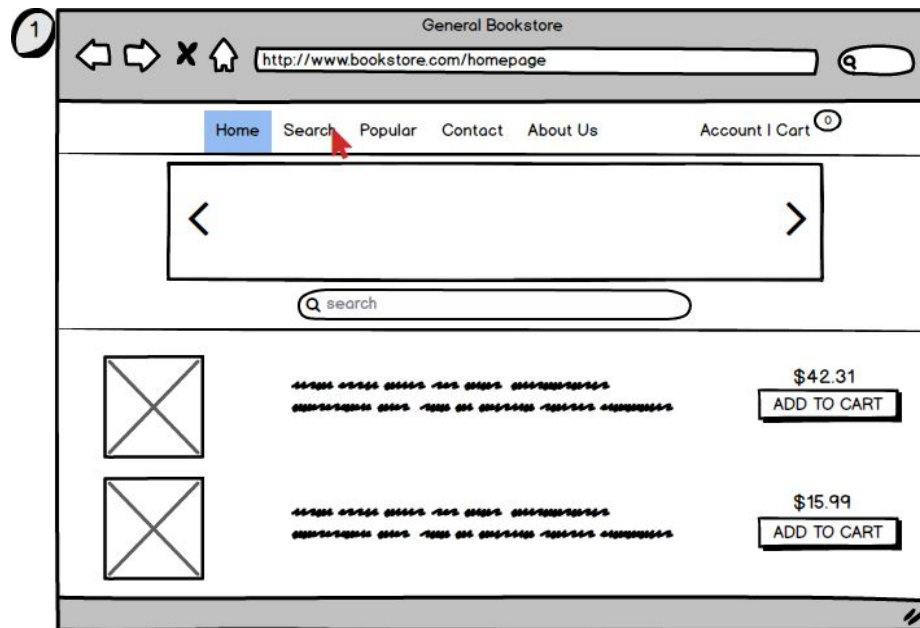 1
General Bookstore
http://www.bookstore.com/homepage
Home Search Popular Contact About Us Account | Cart 0
search
$42.31
ADD TO CART
$15.99
ADD TO CART